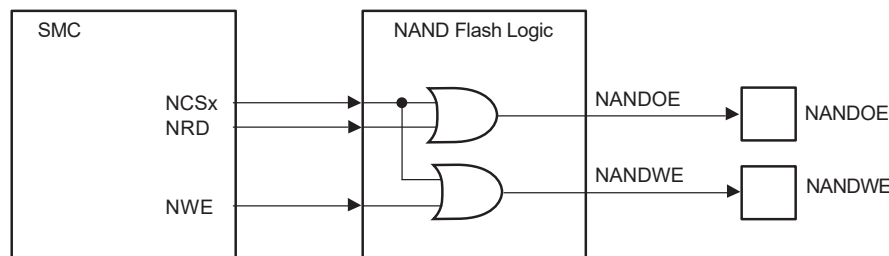 SMC
NAND Flash Logic
NCSx
NRD
NWE
NANDOE
NANDOE
NANDWE
NANDWE